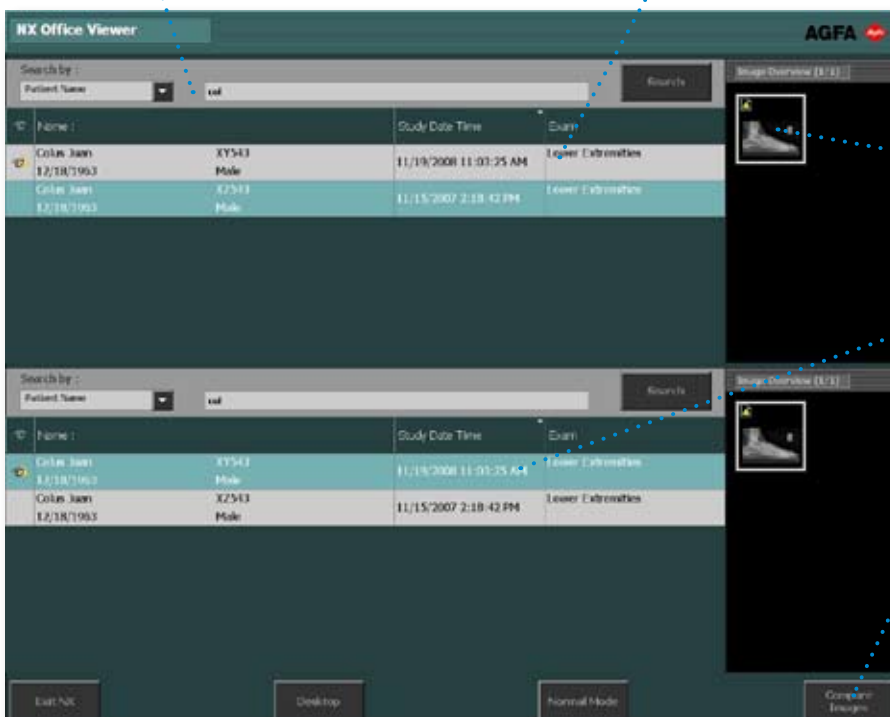 NX Office Viewer
AGFA
Search by :
Patient Name
col
Search
Image Overview [1/1]
Name :
Study Date Time
Exam
Colus Juan
XY543
11/19/2008 11:03:25 AM
Lower Extremities
12/18/1963
Male
Colus Juan
XZ543
11/15/2007 2:18:42 PM
Lower Extremities
12/18/1963
Male
Search by :
Patient Name
col
Search
Image Overview [1/1]
Name :
Study Date Time
Exam
Colus Juan
XY543
11/19/2008 11:03:25 AM
Lower Extremities
12/18/1963
Male
Colus Juan
XZ543
11/15/2007 2:18:42 PM
Lower Extremities
12/18/1963
Male
Exit NX
Desktop
Normal Mode
Compare
Images